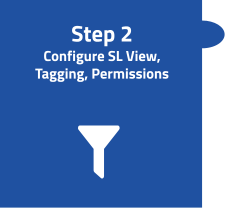 Step 2
Configure SL View,
Tagging, Permissions